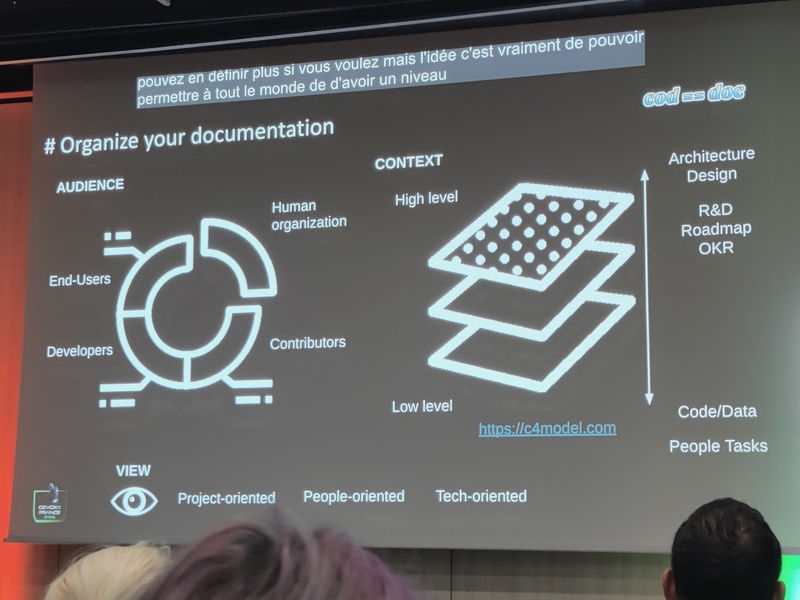 pouvez en définir plus si vous voulez mais l'idée c'est vraiment de pouvoir
permettre à tout le monde de d'avoir un niveau
cod == doc
# Organize your documentation
AUDIENCE
Human
organization
End-Users
Developers
Contributors
CONTEXT
High level
Low level
https://c4model.com
Architecture
Design
R&D
Roadmap
OKR
Code/Data
People Tasks
VIEW
Project-oriented
People-oriented
Tech-oriented
DEVOXX
FRANCE